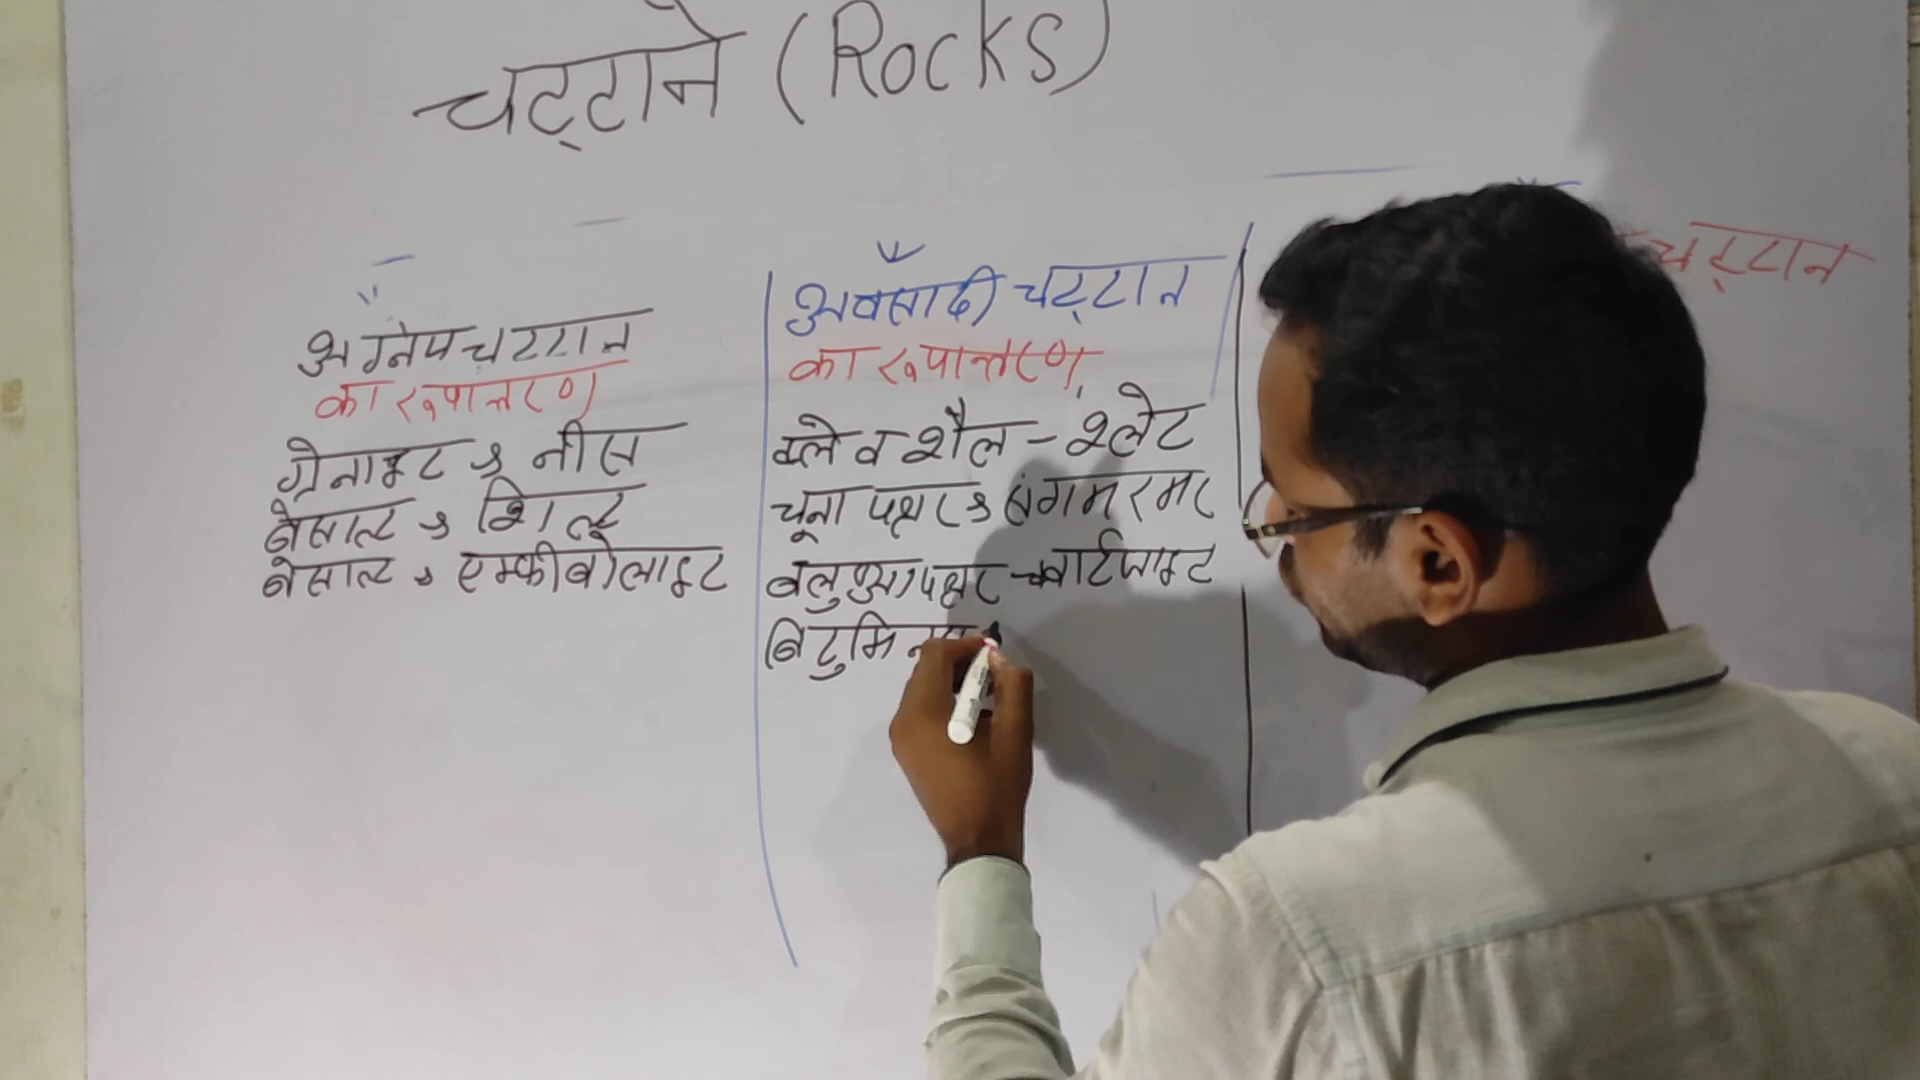 चट्टाने (Rocks)
अग्नेय चट्टान
का रूपान्तरण
ग्रेनाइट → नीस
बेसाल्ट → शिल्ट
बेसाल्ट → एम्फीबोलाइट
अवसादी चट्टान
का रूपान्तरण
क्ले व शैल - श्लेट
चूना पत्थर → संगमरमर
बलुआ पत्थर - क्वार्टजाइट
बिटुमिनस
चट्टान